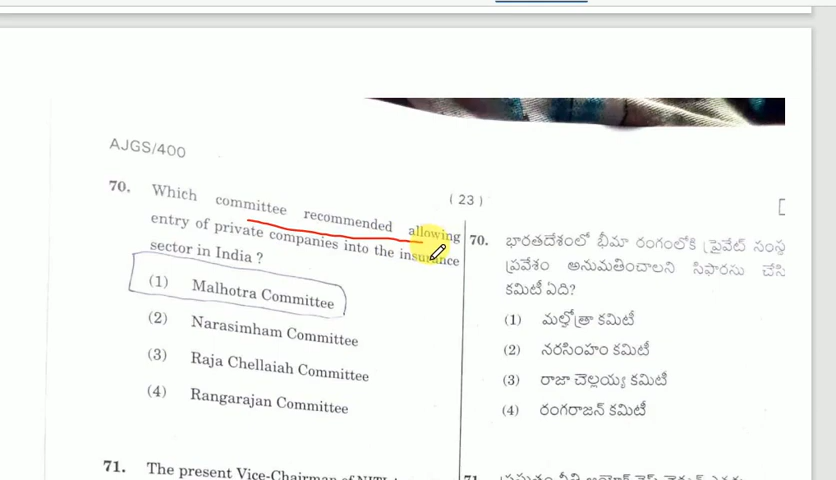 AJGS/400
( 23 )
70. Which committee recommended allowing
entry of private companies into the insurance
sector in India ?
(1) Malhotra Committee
(2) Narasimham Committee
(3) Raja Chellaiah Committee
(4) Rangarajan Committee
71. The present Vice-Chairman of
70. భారతదేశంలో భీమా రంగంలోకి ప్రైవేట్ సంస్థ
ప్రవేశం అనుమతించాలని సిఫారసు చేసి
కమిటీ ఏది?
(1) మల్హోత్రా కమిటీ
(2) నరసింహం కమిటీ
(3) రాజా చెల్లయ్య కమిటీ
(4) రంగరాజన్ కమిటీ
71.